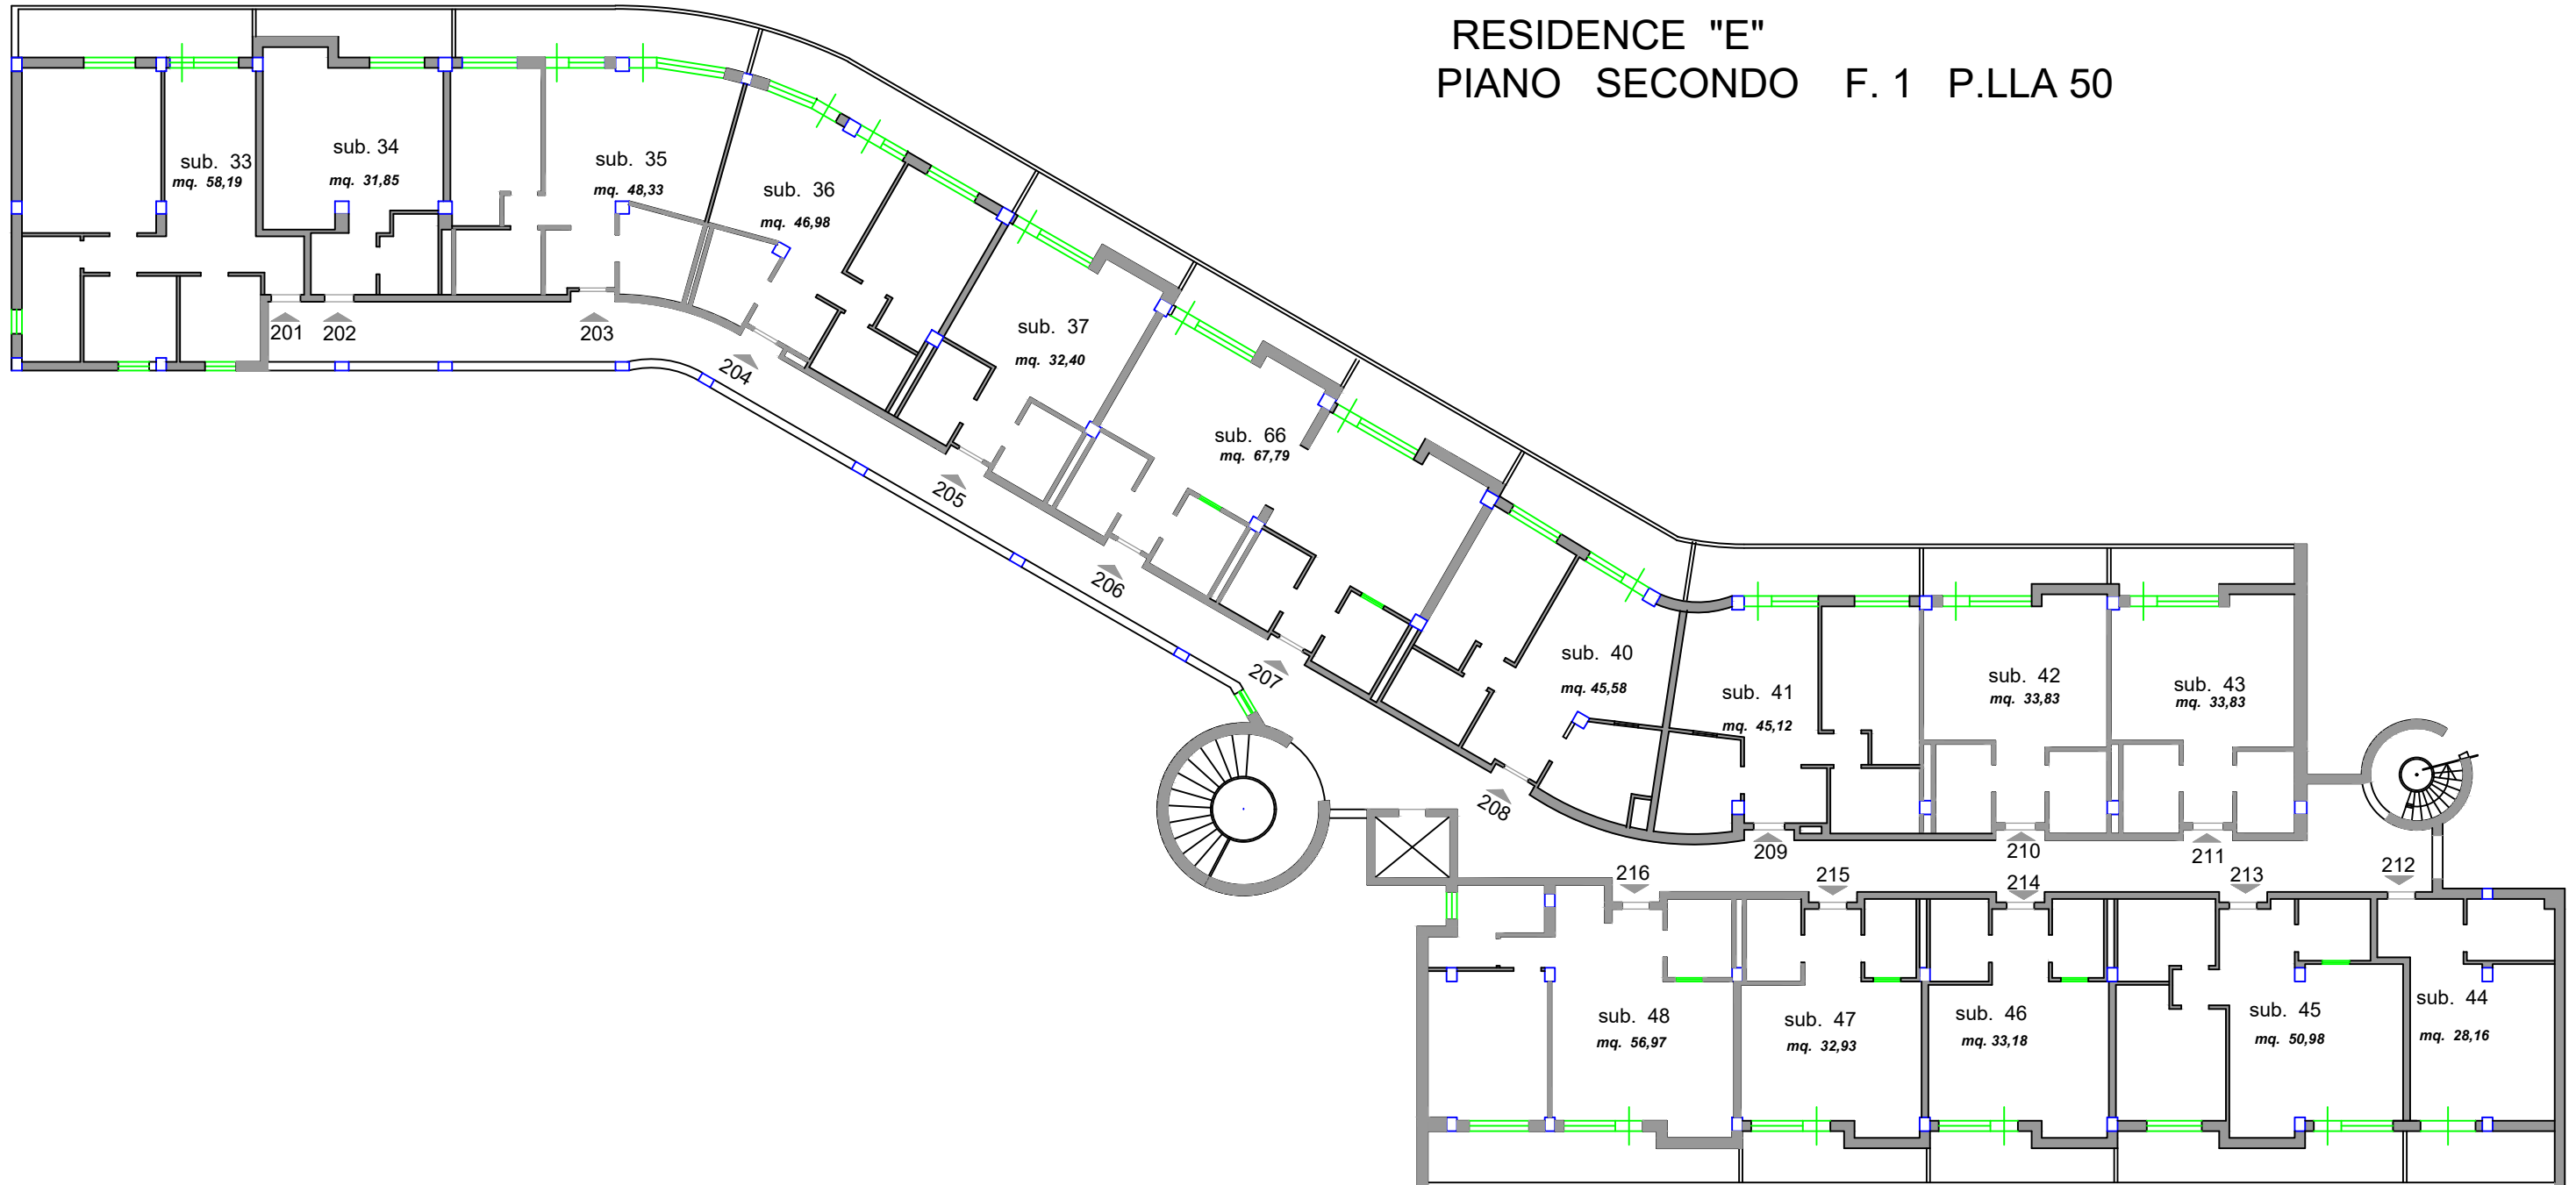 RESIDENCE "E"
PIANO SECONDO F. 1 P.LLA 50
sub. 33
mq. 58,19
sub. 34
mq. 31,85
sub. 35
mq. 48,33
sub. 36
mq. 46,98
sub. 37
mq. 32,40
sub. 66
mq. 67,79
sub. 40
mq. 45,58
sub. 41
mq. 45,12
sub. 42
mq. 33,83
sub. 43
mq. 33,83
201
202
203
204
205
206
207
208
209
210
211
216
215
214
213
212
sub. 48
mq. 56,97
sub. 47
mq. 32,93
sub. 46
mq. 33,18
sub. 45
mq. 50,98
sub. 44
mq. 28,16